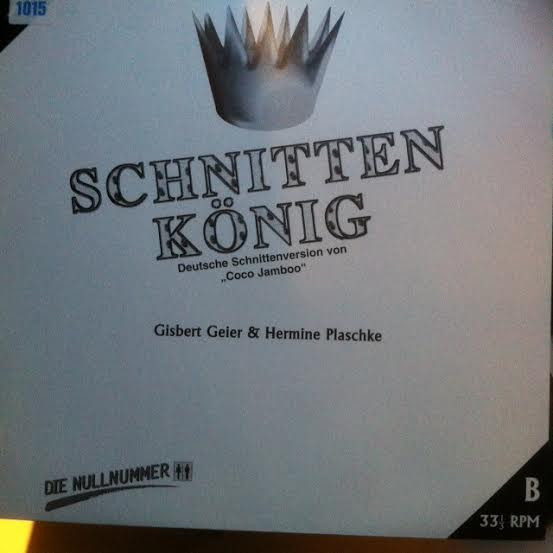 1015
SCHNITTEN
KÖNIG
Deutsche Schnittenversion von
„Coco Jamboo“
Gisbert Geier & Hermine Plaschke
DIE NULLNUMMER
B
33⅓ RPM